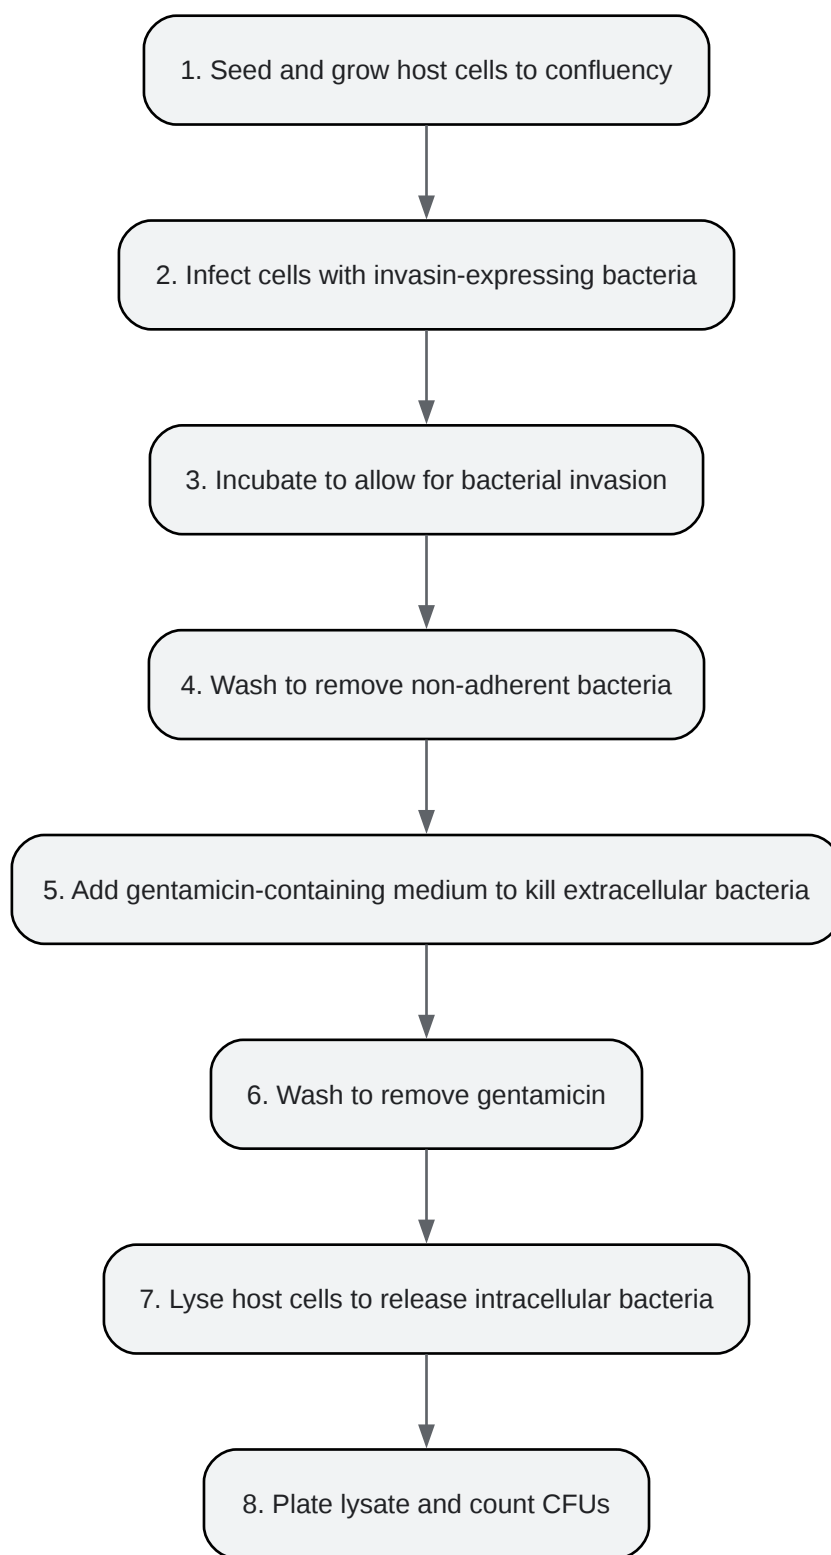 1. Seed and grow host cells to confluency
2. Infect cells with invasin-expressing bacteria
3. Incubate to allow for bacterial invasion
4. Wash to remove non-adherent bacteria
5. Add gentamicin-containing medium to kill extracellular bacteria
6. Wash to remove gentamicin
7. Lyse host cells to release intracellular bacteria
8. Plate lysate and count CFUs